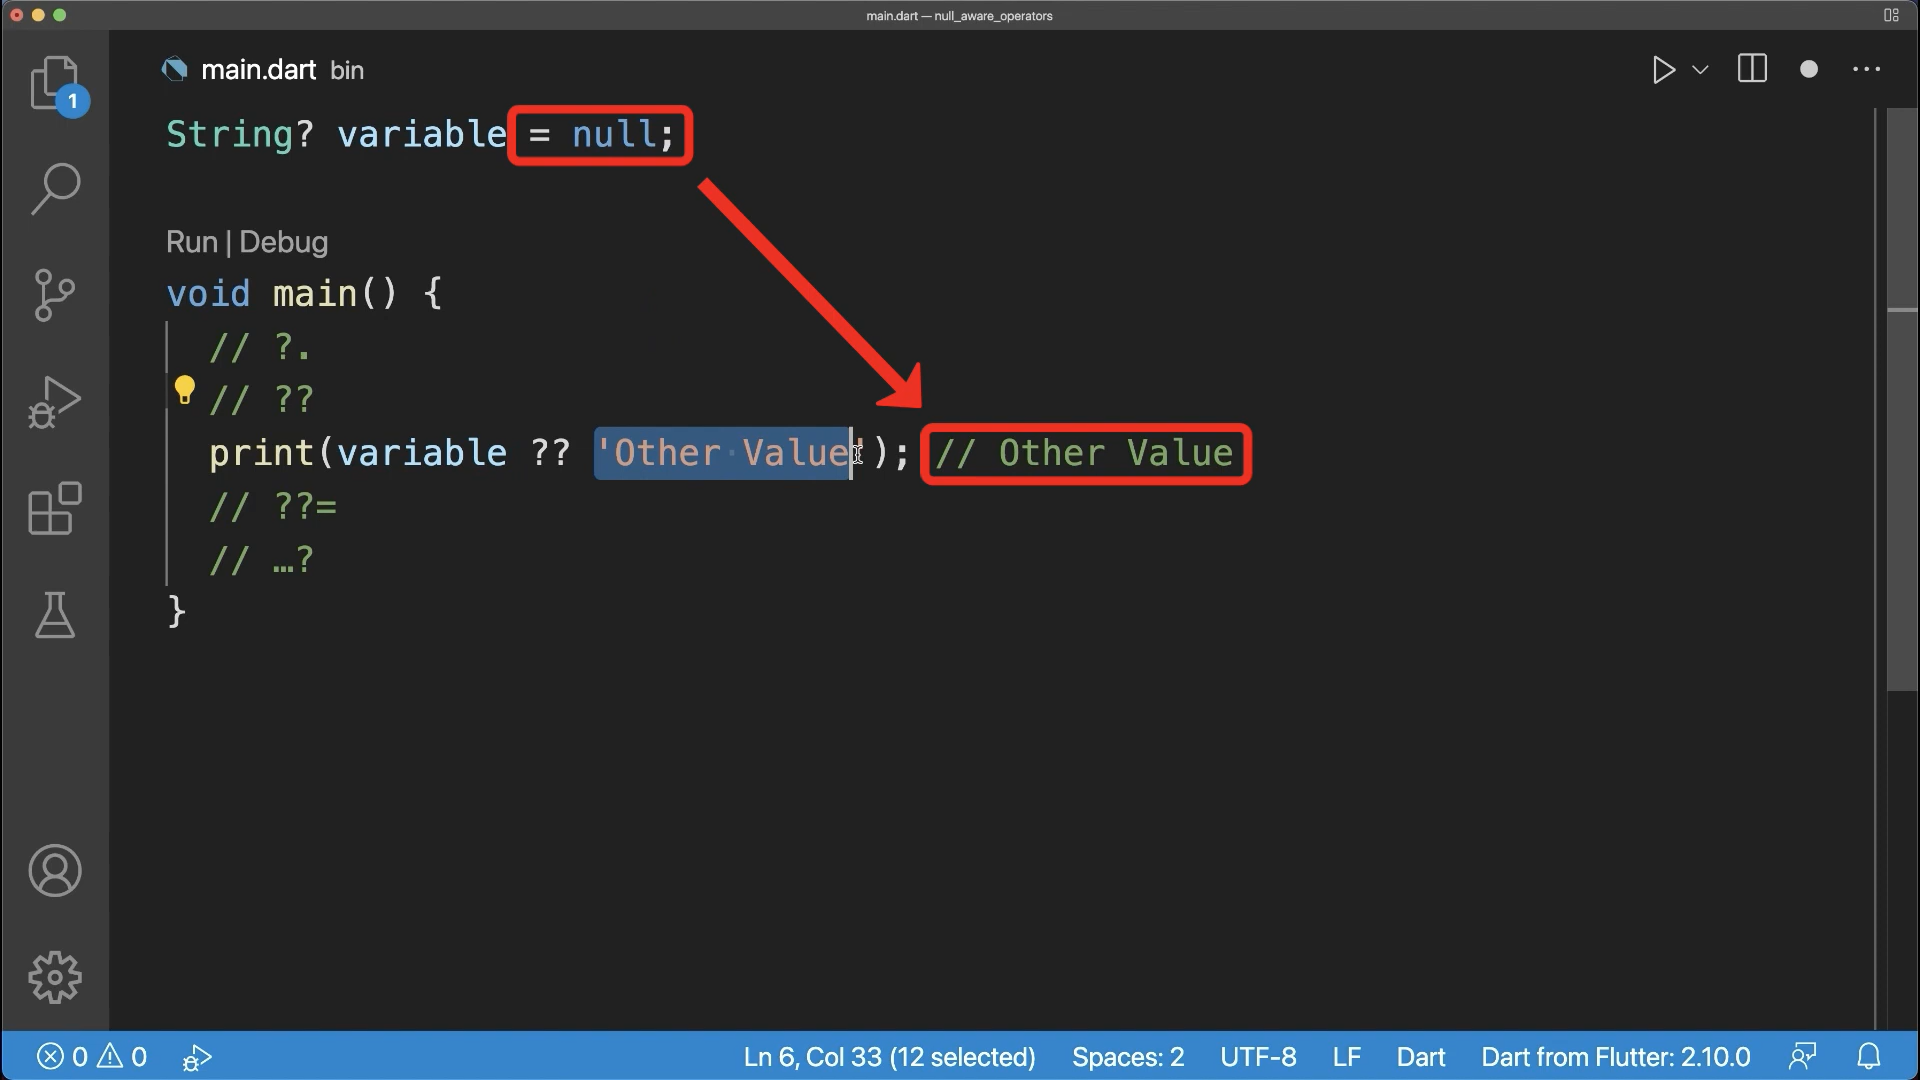 main.dart — null_aware_operators
main.dart bin
1
String? variable = null;
Run | Debug
void main() {
// ?.
// ??
print(variable ?? 'Other Value'); // Other Value
// ??=
// …?
}
0 0 Ln 6, Col 33 (12 selected) Spaces: 2 UTF-8 LF Dart Dart from Flutter: 2.10.0